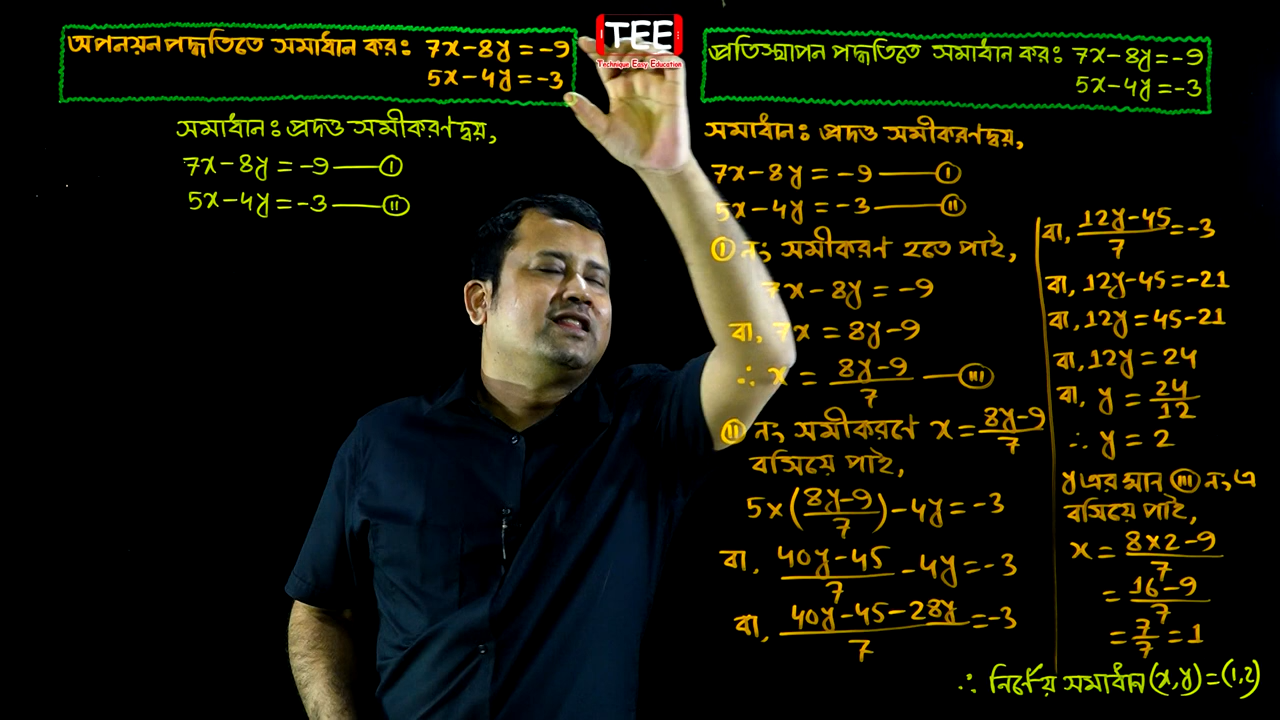 অপনয়ন পদ্ধতিতে সমাধান কর: 7x-8y=-9
5x-4y=-3
সমাধান: প্রদত্ত সমীকরণদ্বয়,
7x-8y=-9 — (I)
5x-4y=-3 — (II)
TEE
Technique Easy Education
প্রতিস্থাপন পদ্ধতিতে সমাধান কর: 7x-8y=-9
5x-4y=-3
সমাধান: প্রদত্ত সমীকরণদ্বয়,
7x-8y=-9 — (I)
5x-4y=-3 — (II)
(I) নং সমীকরণ হতে পাই,
7x-8y=-9
বা, 7x=8y-9
∴ x = (8y-9)/7 — (III)
(II) নং সমীকরণে x=(8y-9)/7
বসিয়ে পাই,
5×((8y-9)/7)-4y=-3
বা, (40y-45)/7-4y=-3
বা, (40y-45-28y)/7=-3
বা, (12y-45)/7=-3
বা, 12y-45=-21
বা, 12y=45-21
বা, 12y=24
বা, y=24/12
∴ y=2
y এর মান (III) নং এ
বসিয়ে পাই,
x=(8×2-9)/7
=(16-9)/7
=7/7=1
∴ নির্ণেয় সমাধান (x,y)=(1,2)